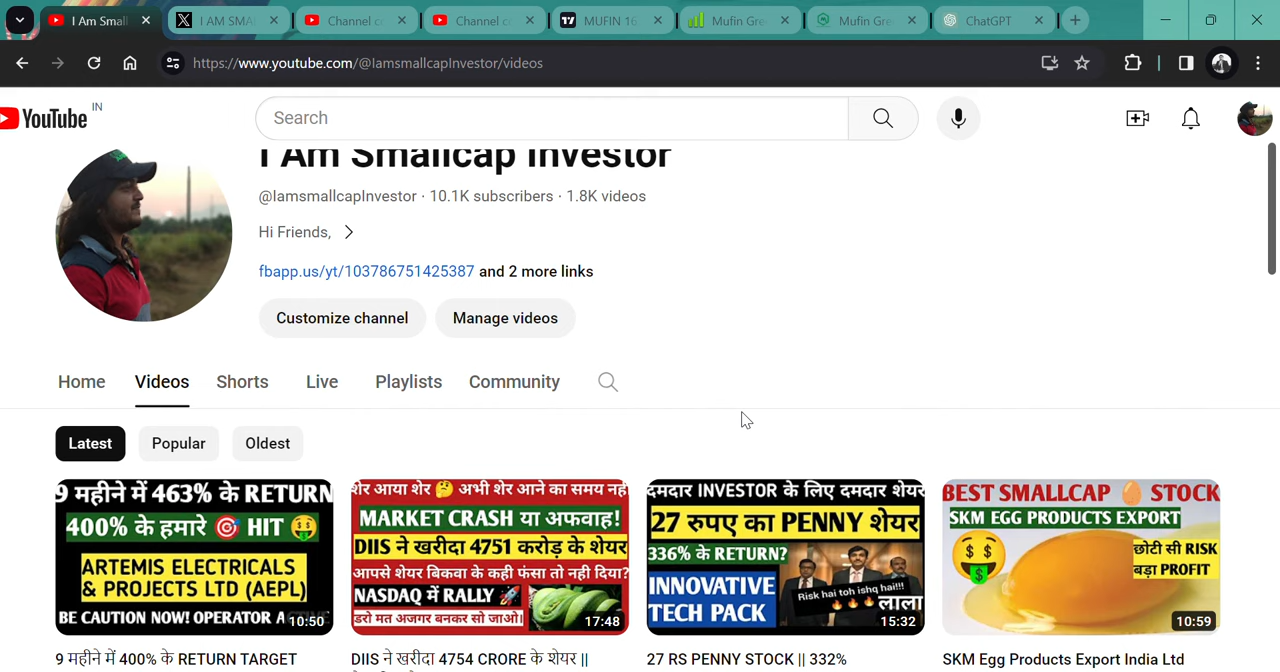 I Am Small
I AM SMA
Channel c
Channel c
MUFIN 16
Mufin Gre
Mufin Gre
ChatGPT
https://www.youtube.com/@IamsmallcapInvestor/videos
YouTube IN
Search
I Am Smallcap Investor
@IamsmallcapInvestor · 10.1K subscribers · 1.8K videos
Hi Friends,
fbapp.us/yt/103786751425387 and 2 more links
Customize channel
Manage videos
Home
Videos
Shorts
Live
Playlists
Community
Latest
Popular
Oldest
9 महीने में 463% के RETURN
400% के हमारे 🎯 HIT 🤑
ARTEMIS ELECTRICALS
& PROJECTS LTD (AEPL)
BE CAUTION NOW! OPERATOR A
10:50
शेर आया शेर 🤔 अभी शेर आने का समय नही
MARKET CRASH या अफवाह!
DIIS ने खरीदा 4751 करोड़ के शेयर
आपसे शेयर बिकवा के कही फंसा तो नही दिया?
NASDAQ में RALLY 🚀
डरो मत अजगर बनकर सो जाओ।
17:48
दमदार INVESTOR के लिए दमदार शेयर
27 रुपए का PENNY शेयर
336% के RETURN?
INNOVATIVE
TECH PACK
Risk hai toh ishq hai!!!
🔥🔥🔥लाला
15:32
BEST SMALLCAP 🥚 STOCK
SKM EGG PRODUCTS EXPORT
छोटी सी RISK
बड़ा PROFIT
10:59
9 महीने में 400% के RETURN TARGET
DIIS ने खरीदा 4754 CRORE के शेयर ||
27 RS PENNY STOCK || 332%
SKM Egg Products Export India Ltd